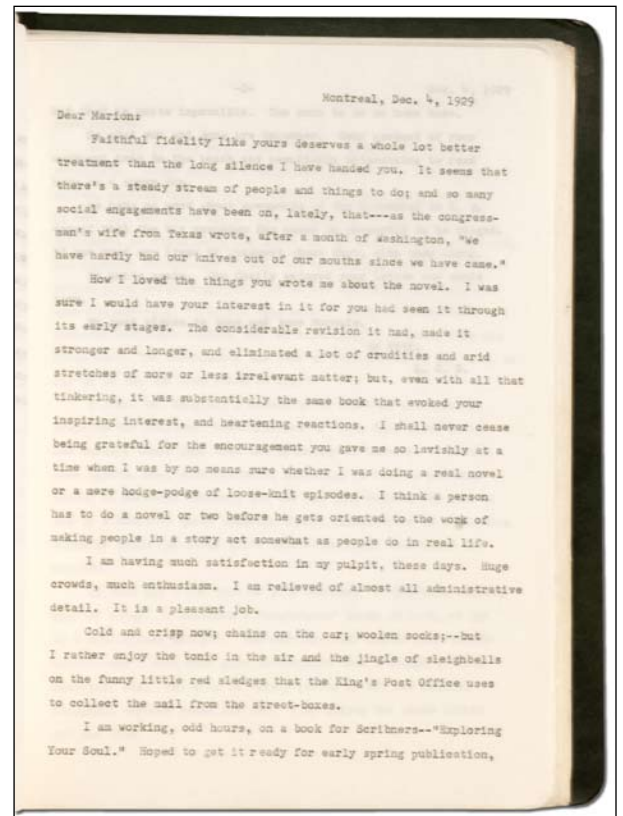 Montreal, Dec. 4, 1929
Dear Marion:
Faithful fidelity like yours deserves a whole lot better
treatment than the long silence I have handed you. It seems that
there's a steady stream of people and things to do; and so many
social engagements have been on, lately, that---as the congress-
man's wife from Texas wrote, after a month of Washington, "We
have hardly had our knives out of our mouths since we have came."
How I loved the things you wrote me about the novel. I was
sure I would have your interest in it for you had seen it through
its early stages. The considerable revision it had, made it
stronger and longer, and eliminated a lot of crudities and arid
stretches of more or less irrelevant matter; but, even with all that
tinkering, it was substantially the same book that evoked your
inspiring interest, and heartening reactions. I shall never cease
being grateful for the encouragement you gave me so lavishly at a
time when I was by no means sure whether I was doing a real novel
or a mere hodge-podge of loose-knit episodes. I think a person
has to do a novel or two before he gets oriented to the work of
making people in a story act somewhat as people do in real life.
I am having much satisfaction in my pulpit, these days. Huge
crowds, much enthusiasm. I am relieved of almost all administrative
detail. It is a pleasant job.
Cold and crisp now; chains on the car; woolen socks;--but
I rather enjoy the tonic in the air and the jingle of sleighbells
on the funny little red sledges that the King's Post Office uses
to collect the mail from the street-boxes.
I am working, odd hours, on a book for Scribners--"Exploring
Your Soul." Hoped to get it ready for early spring publication,